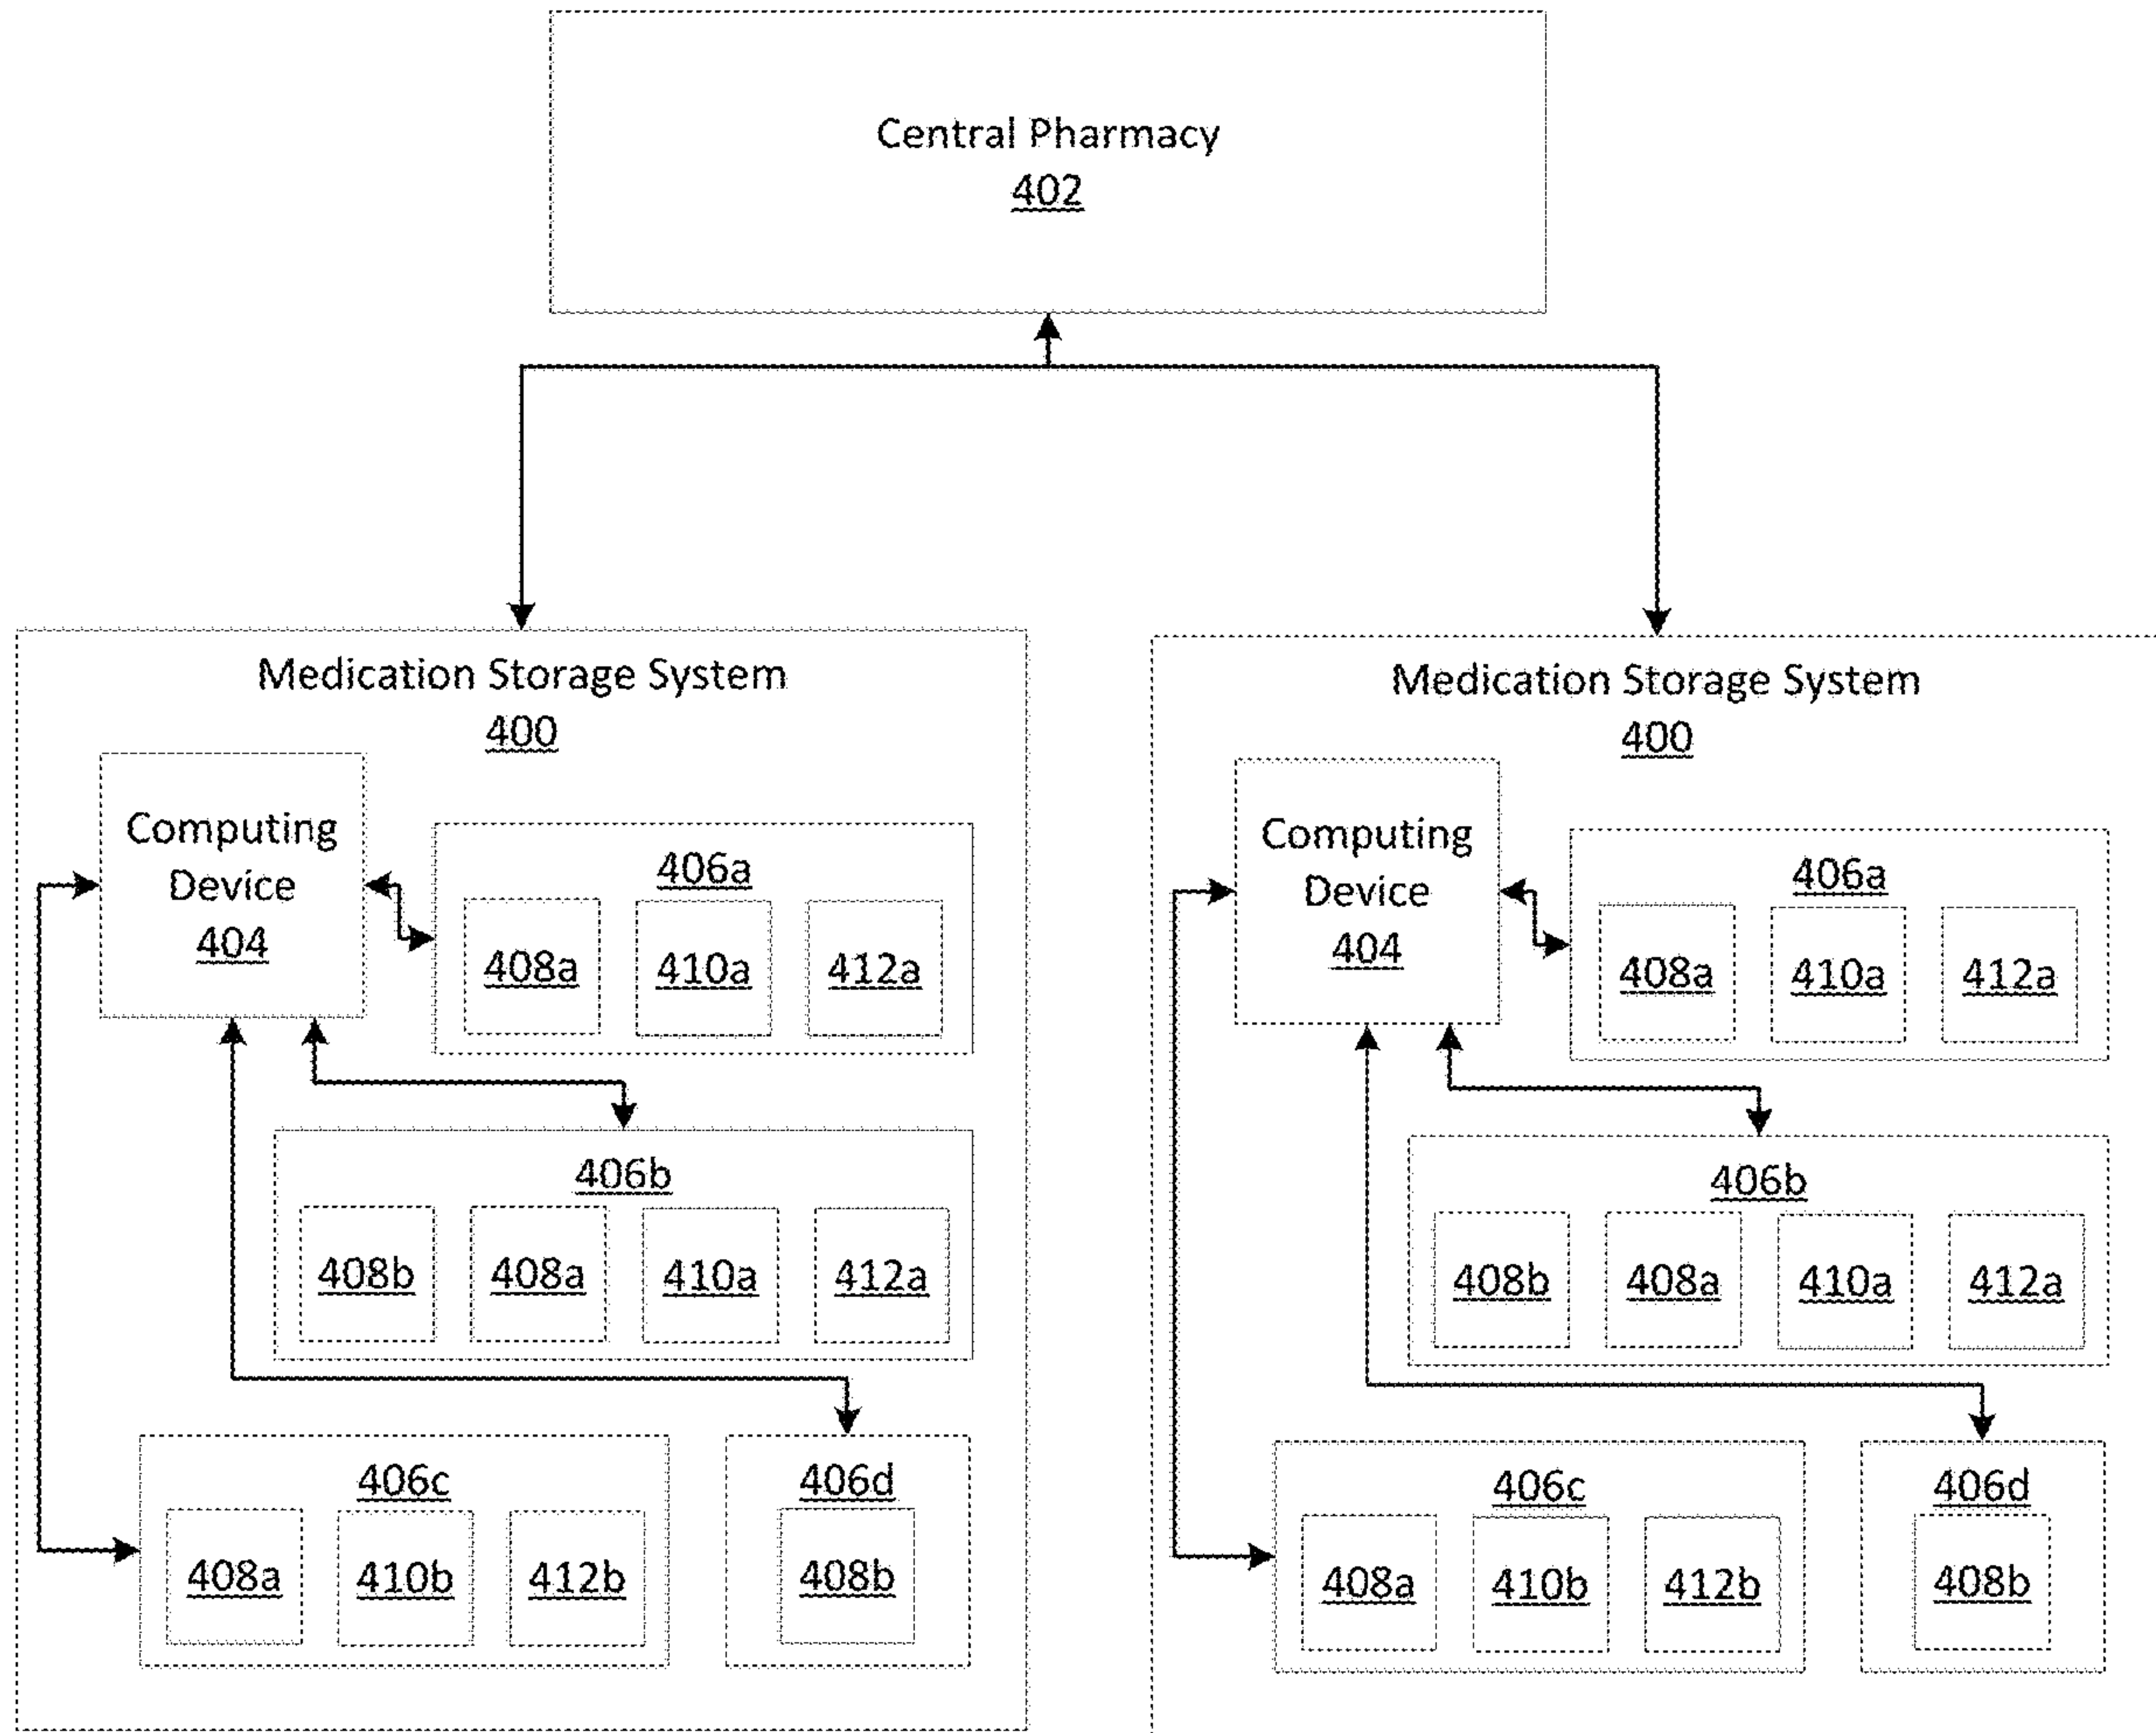 Central Pharmacy
402
Medication Storage System
400
Computing
Device
404
406a
408a 410a 412a
406b
408b 408a 410a 412a
406c
408a 410b 412b
406d
408b
Medication Storage System
400
Computing
Device
404
406a
408a 410a 412a
406b
408b 408a 410a 412a
406c
408a 410b 412b
406d
408b